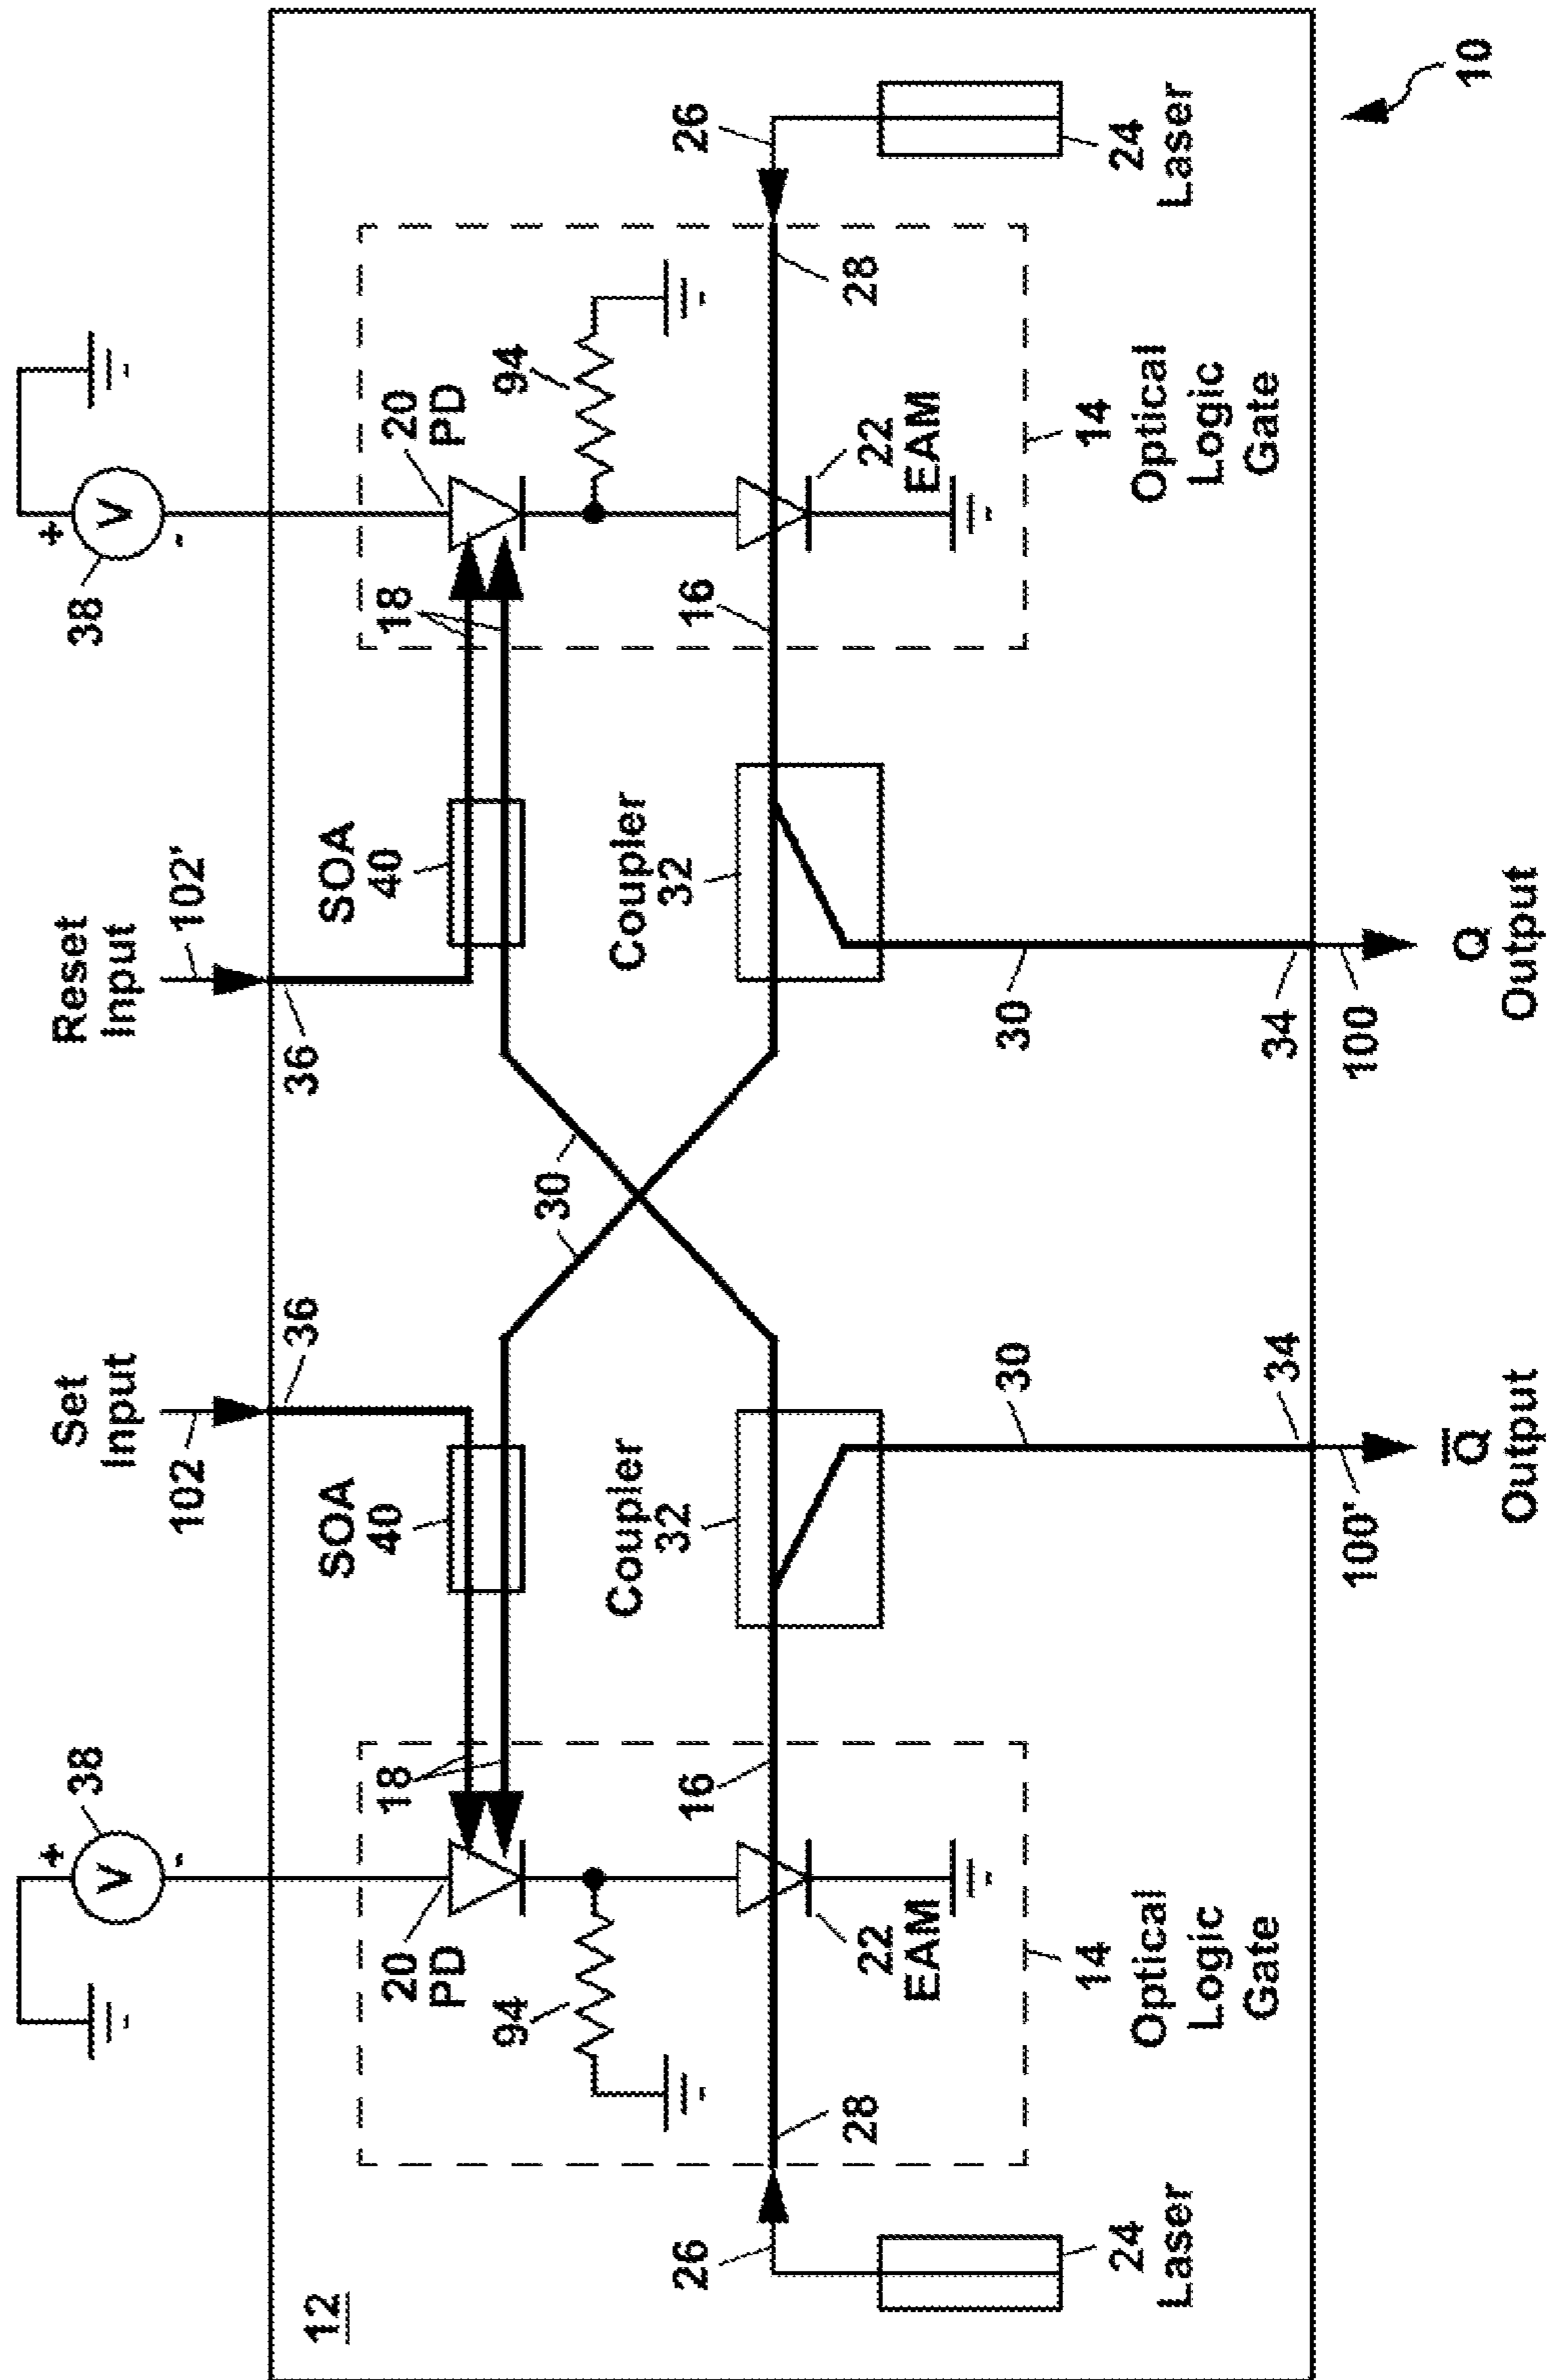 12
38
+
V
-
102
Set
Input
36
Reset
Input
102'
36
38
+
V
-
20
PD
18
94
SOA
40
30
30
SOA
40
18
20
PD
94
26
28
22
EAM
16
Coupler
32
Coupler
32
16
22
EAM
28
26
24
Laser
14
Optical
Logic
Gate
30
34
30
34
14
Optical
Logic
Gate
24
Laser
100'
Q̅
Output
100
Q
Output
10